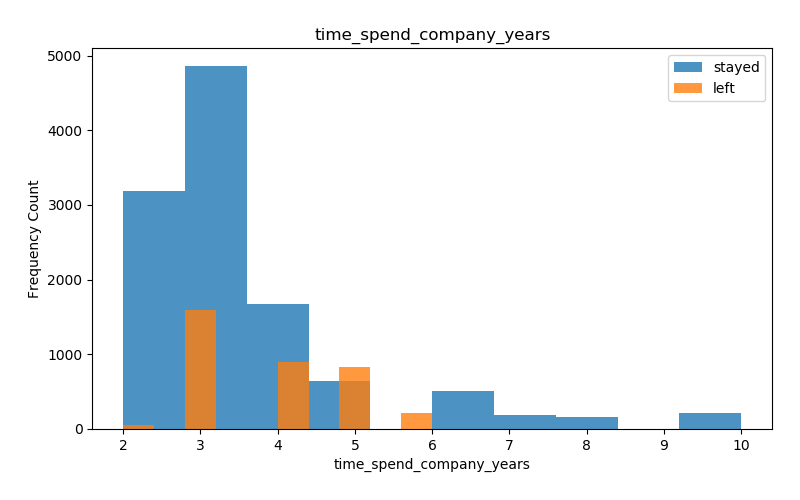 time_spend_company_years
stayed
left
5000
4000
3000
2000
1000
0
Frequency Count
2 3 4 5 6 7 8 9 10
time_spend_company_years